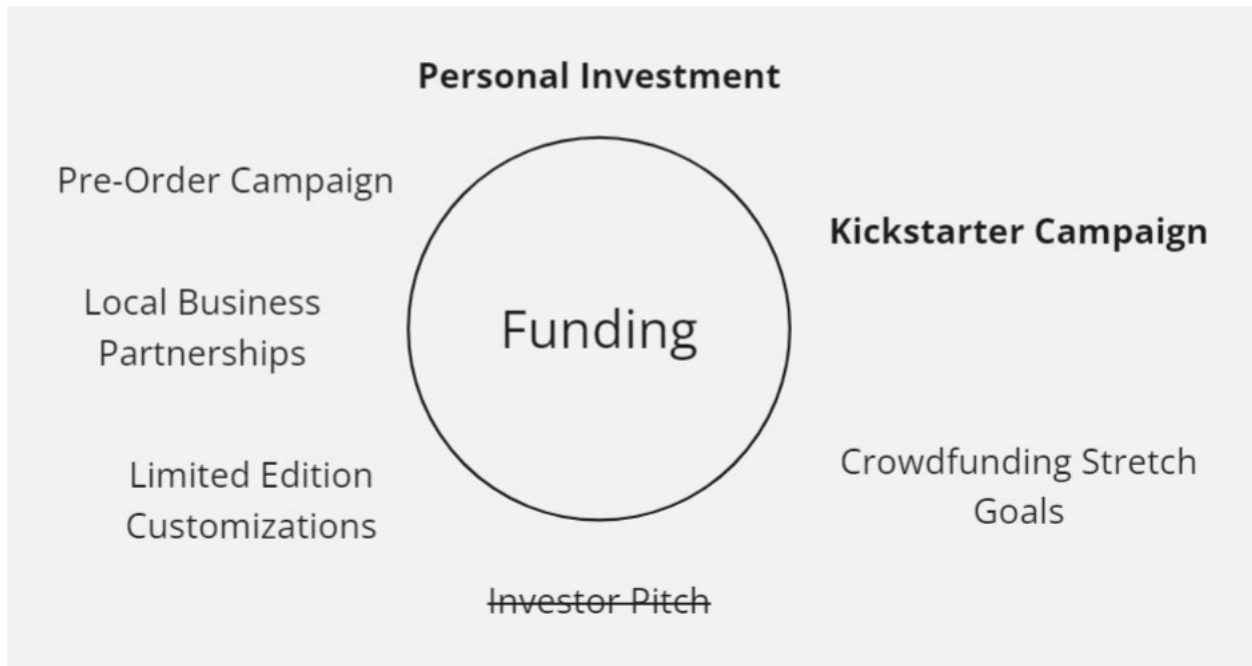 Personal Investment
Pre-Order Campaign
Kickstarter Campaign
Local Business
Partnerships
Funding
Limited Edition
Customizations
Crowdfunding Stretch
Goals
Investor Pitch